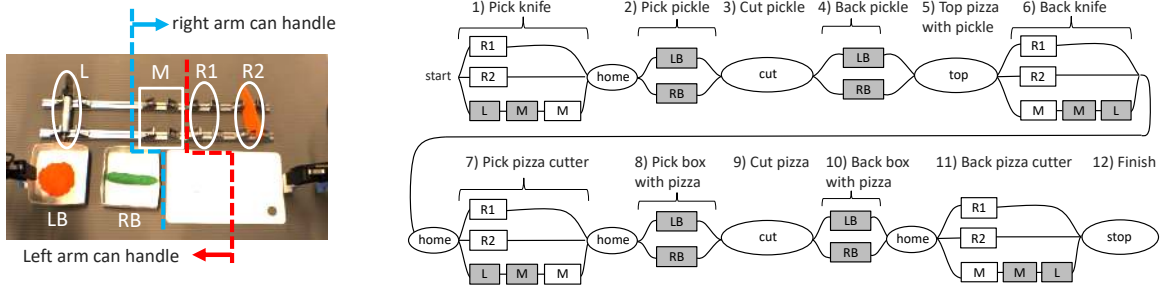 right arm can handle
L
M
R1
R2
LB
RB
Left arm can handle
1) Pick knife
2) Pick pickle
3) Cut pickle
4) Back pickle
5) Top pizza
with pickle
6) Back knife
start
R1
R2
L
M
M
home
LB
RB
cut
LB
RB
top
R1
R2
M
M
L
7) Pick pizza cutter
8) Pick box
with pizza
9) Cut pizza
10) Back box
with pizza
11) Back pizza cutter
12) Finish
home
R1
R2
L
M
M
home
LB
RB
cut
LB
RB
home
R1
R2
M
M
L
stop